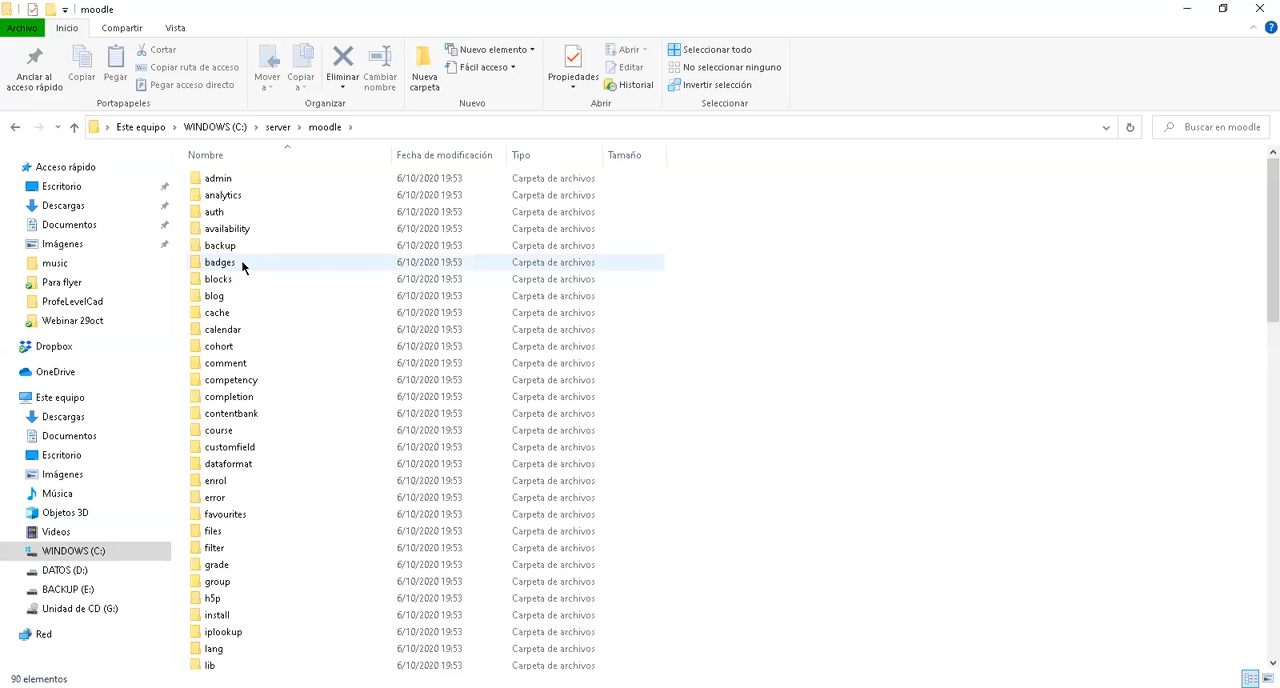 moodle
Archivo Inicio Compartir Vista
Anclar al acceso rápido
Copiar
Pegar
Cortar
Copiar ruta de acceso
Pegar acceso directo
Portapapeles
Mover a
Copiar a
Eliminar
Cambiar nombre
Organizar
Nueva carpeta
Nuevo elemento
Fácil acceso
Nuevo
Propiedades
Abrir
Editar
Historial
Abrir
Seleccionar todo
No seleccionar ninguno
Invertir selección
Seleccionar
Este equipo > WINDOWS (C:) > server > moodle >
Buscar en moodle
Acceso rápido
Escritorio
Descargas
Documentos
Imágenes
music
Para flyer
ProfeLevelCad
Webinar 29oct
Dropbox
OneDrive
Este equipo
Descargas
Documentos
Escritorio
Imágenes
Música
Objetos 3D
Videos
WINDOWS (C:)
DATOS (D:)
BACKUP (E:)
Unidad de CD (G:)
Red
Nombre Fecha de modificación Tipo Tamaño
admin 6/10/2020 19:53 Carpeta de archivos
analytics 6/10/2020 19:53 Carpeta de archivos
auth 6/10/2020 19:53 Carpeta de archivos
availability 6/10/2020 19:53 Carpeta de archivos
backup 6/10/2020 19:53 Carpeta de archivos
badges 6/10/2020 19:53 Carpeta de archivos
blocks 6/10/2020 19:53 Carpeta de archivos
blog 6/10/2020 19:53 Carpeta de archivos
cache 6/10/2020 19:53 Carpeta de archivos
calendar 6/10/2020 19:53 Carpeta de archivos
cohort 6/10/2020 19:53 Carpeta de archivos
comment 6/10/2020 19:53 Carpeta de archivos
competency 6/10/2020 19:53 Carpeta de archivos
completion 6/10/2020 19:53 Carpeta de archivos
contentbank 6/10/2020 19:53 Carpeta de archivos
course 6/10/2020 19:53 Carpeta de archivos
customfield 6/10/2020 19:53 Carpeta de archivos
dataformat 6/10/2020 19:53 Carpeta de archivos
enrol 6/10/2020 19:53 Carpeta de archivos
error 6/10/2020 19:53 Carpeta de archivos
favourites 6/10/2020 19:53 Carpeta de archivos
files 6/10/2020 19:53 Carpeta de archivos
filter 6/10/2020 19:53 Carpeta de archivos
grade 6/10/2020 19:53 Carpeta de archivos
group 6/10/2020 19:53 Carpeta de archivos
h5p 6/10/2020 19:53 Carpeta de archivos
install 6/10/2020 19:53 Carpeta de archivos
iplookup 6/10/2020 19:53 Carpeta de archivos
lang 6/10/2020 19:53 Carpeta de archivos
lib 6/10/2020 19:53 Carpeta de archivos
90 elementos